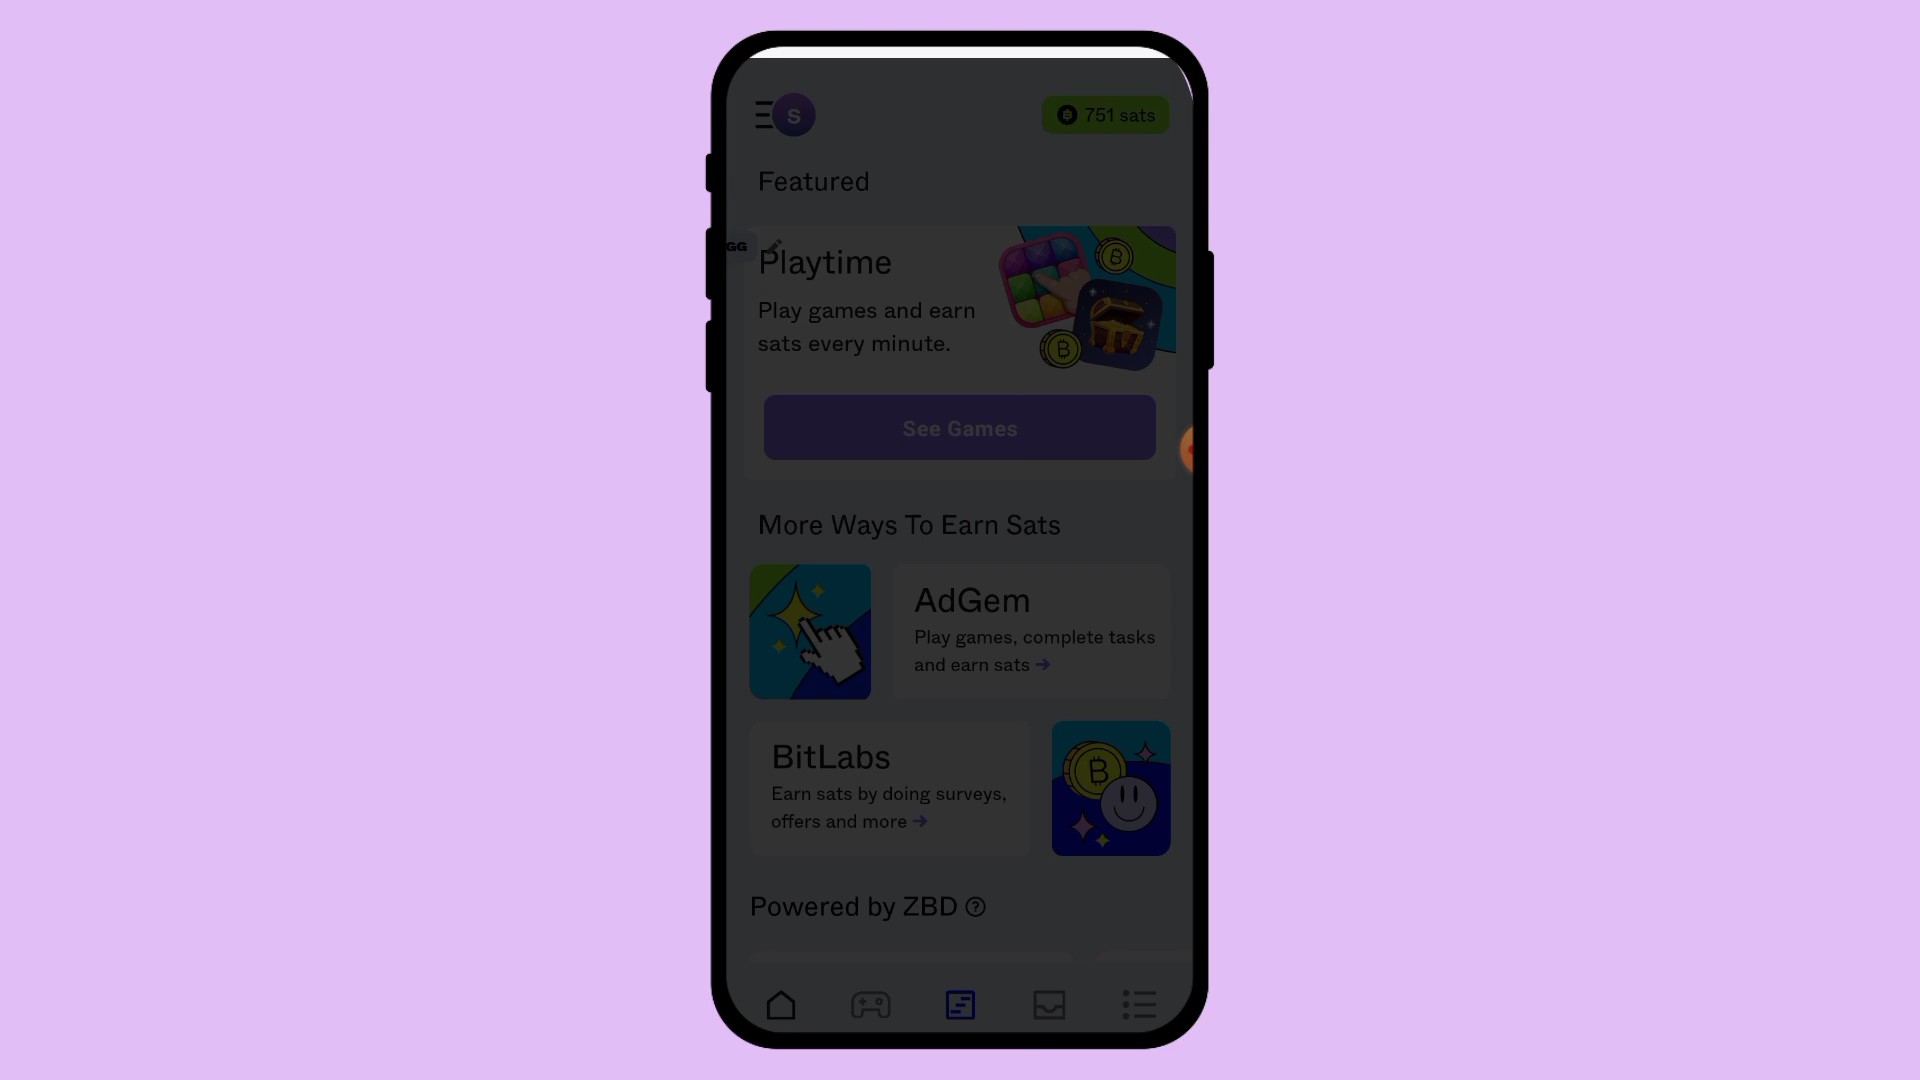 S
751 sats
Featured
GG
Playtime
Play games and earn
sats every minute.
See Games
More Ways To Earn Sats
AdGem
Play games, complete tasks
and earn sats →
BitLabs
Earn sats by doing surveys,
offers and more →
Powered by ZBD